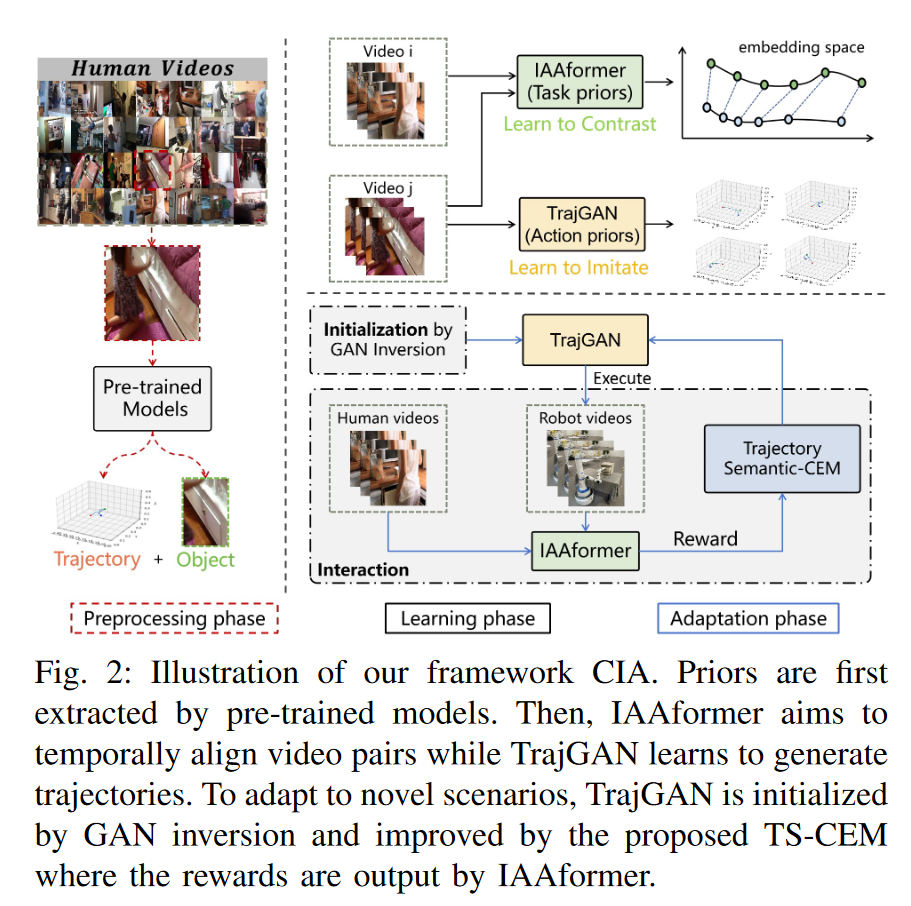 Human Videos
Pre-trained
Models
Trajectory + Object
Video i
IAAformer
(Task priors)
Learn to Contrast
embedding space
Video j
TrajGAN
(Action priors)
Learn to Imitate
Initialization by
GAN Inversion
TrajGAN
Execute
Human videos
Robot videos
Trajectory
Semantic-CEM
IAAformer
Reward
Interaction
Preprocessing phase
Learning phase
Adaptation phase
Fig. 2: Illustration of our framework CIA. Priors are first
extracted by pre-trained models. Then, IAAformer aims to
temporally align video pairs while TrajGAN learns to generate
trajectories. To adapt to novel scenarios, TrajGAN is initialized
by GAN inversion and improved by the proposed TS-CEM
where the rewards are output by IAAformer.